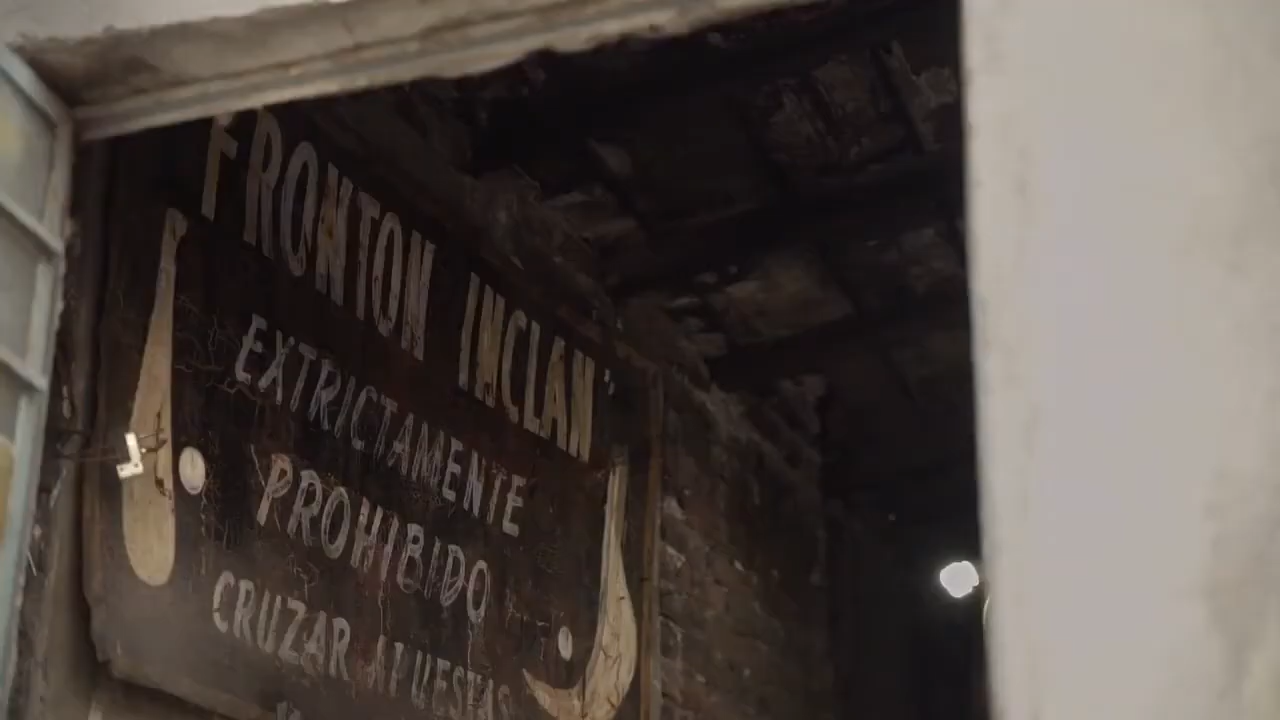 FRONTON INCLAN
EXTRICTAMENTE
PROHIBIDO
CRUZAR APUESTAS